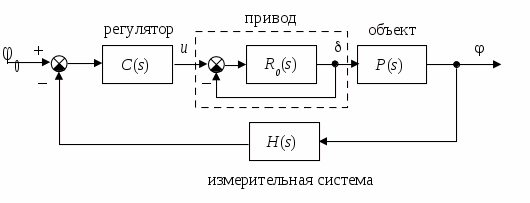 привод
регулятор
объект
φ₀
+
u
δ
φ
C(s)
R₀(s)
P(s)
−
−
H(s)
измерительная система